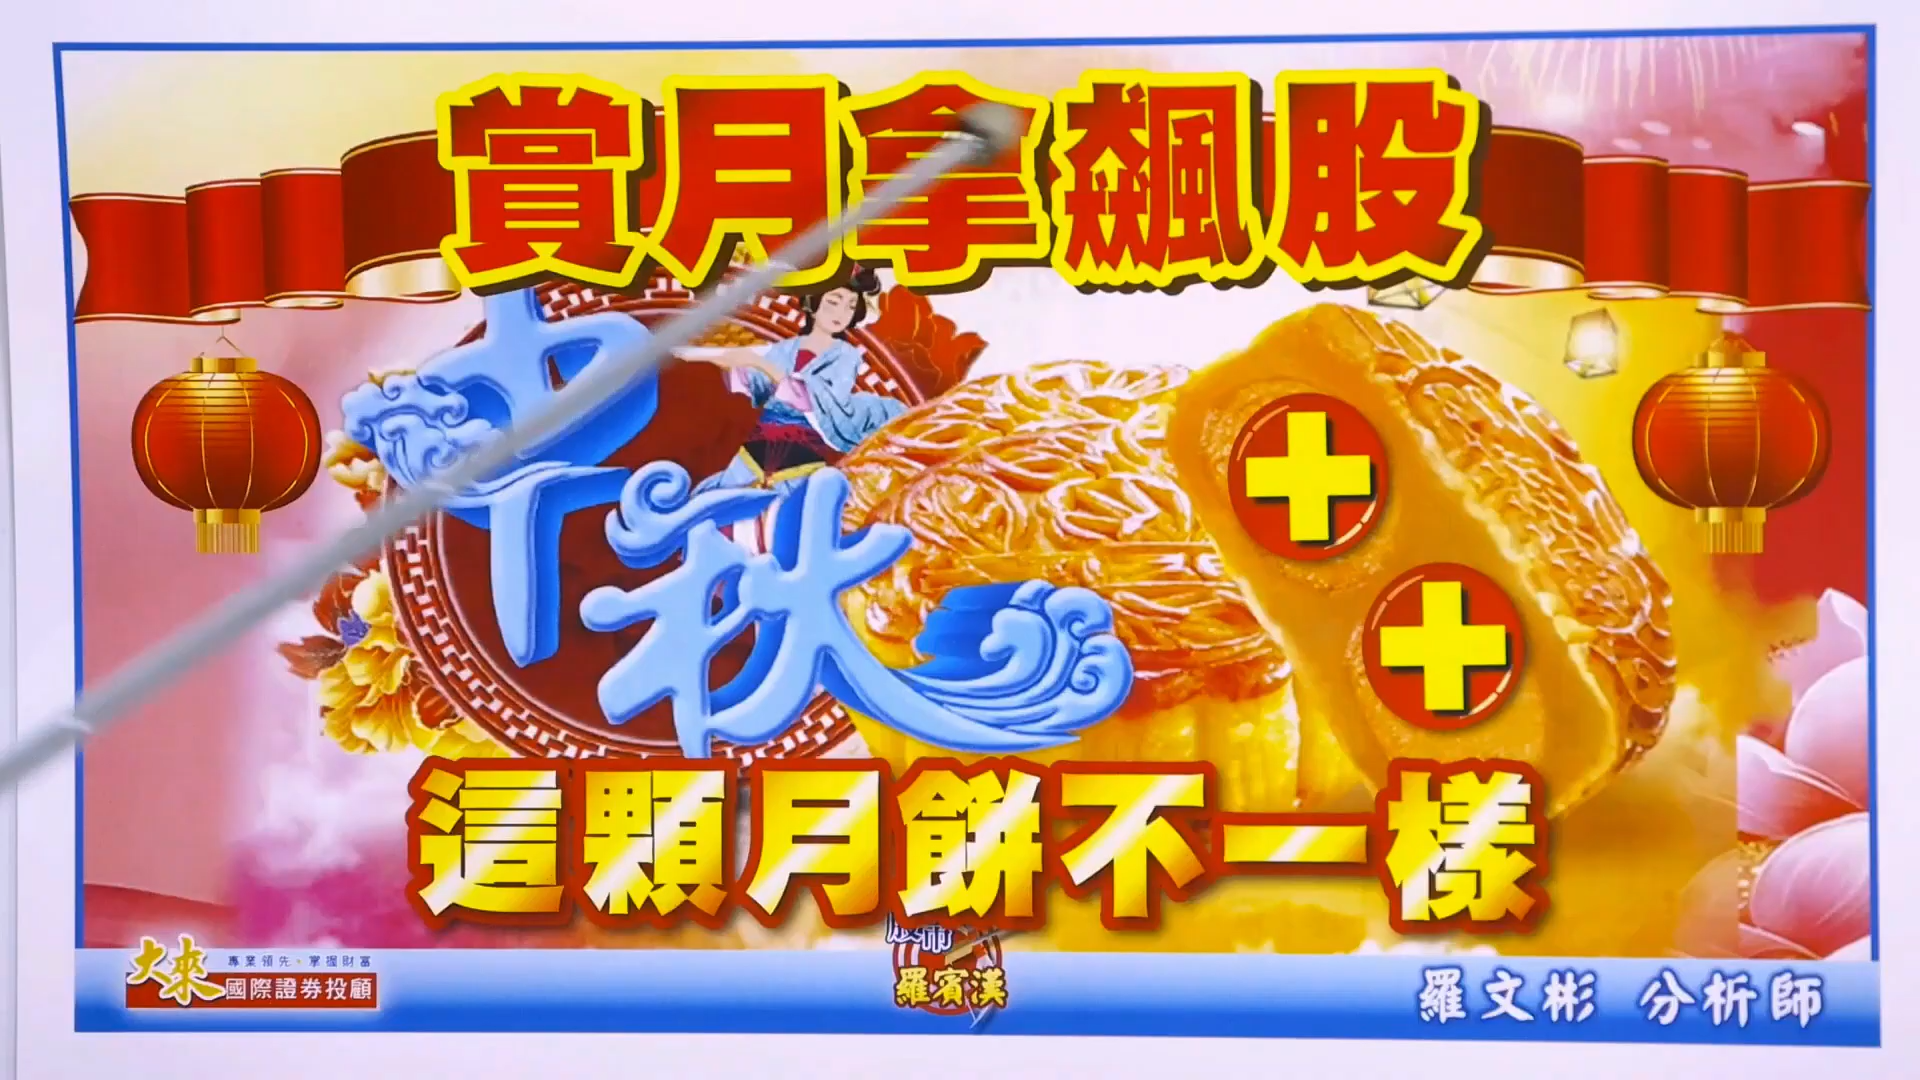 賞月拿飆股
中秋
這顆月餅不一樣
大來
專業領先·掌握財富
國際證券投顧
股市
羅賓漢
羅文彬 分析師